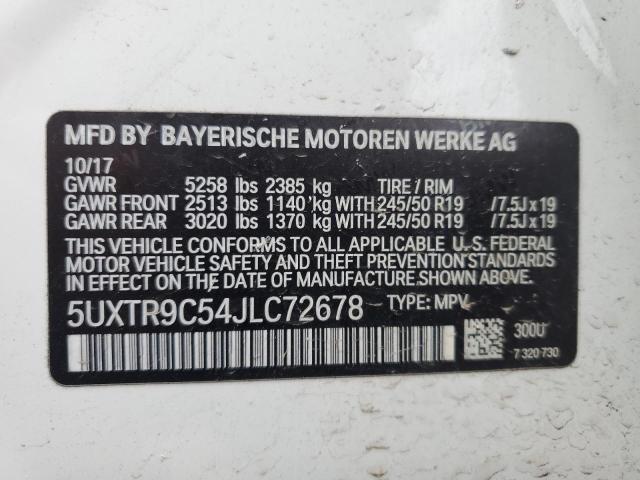 MFD BY BAYERISCHE MOTOREN WERKE AG
10/17
GVWR 5258 lbs 2385 kg TIRE / RIM
GAWR FRONT 2513 lbs 1140 kg WITH 245/50 R19 /7.5J x 19
GAWR REAR 3020 lbs 1370 kg WITH 245/50 R19 /7.5J x 19
THIS VEHICLE CONFORMS TO ALL APPLICABLE U.S. FEDERAL
MOTOR VEHICLE SAFETY AND THEFT PREVENTION STANDARDS
IN EFFECT ON THE DATE OF MANUFACTURE SHOWN ABOVE.
5UXTR9C54JLC72678 TYPE: MPV
300U
7 320 730